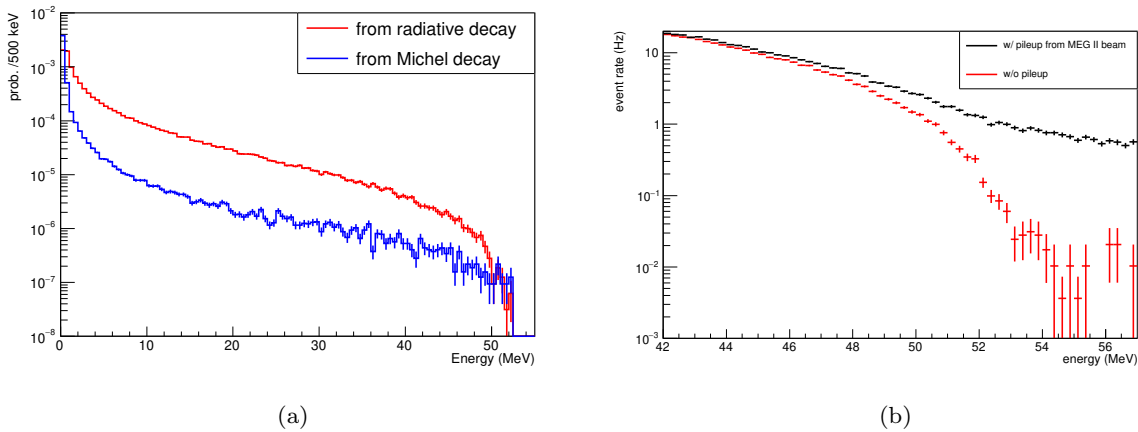 prob. /500 keV
10⁻²
10⁻³
10⁻⁴
10⁻⁵
10⁻⁶
10⁻⁷
10⁻⁸
from radiative decay
from Michel decay
0 10 20 30 40 50
Energy (MeV)
(a)
event rate (Hz)
10
1
10⁻¹
10⁻²
10⁻³
w/ pileup from MEG II beam
w/o pileup
42 44 46 48 50 52 54 56
energy (MeV)
(b)